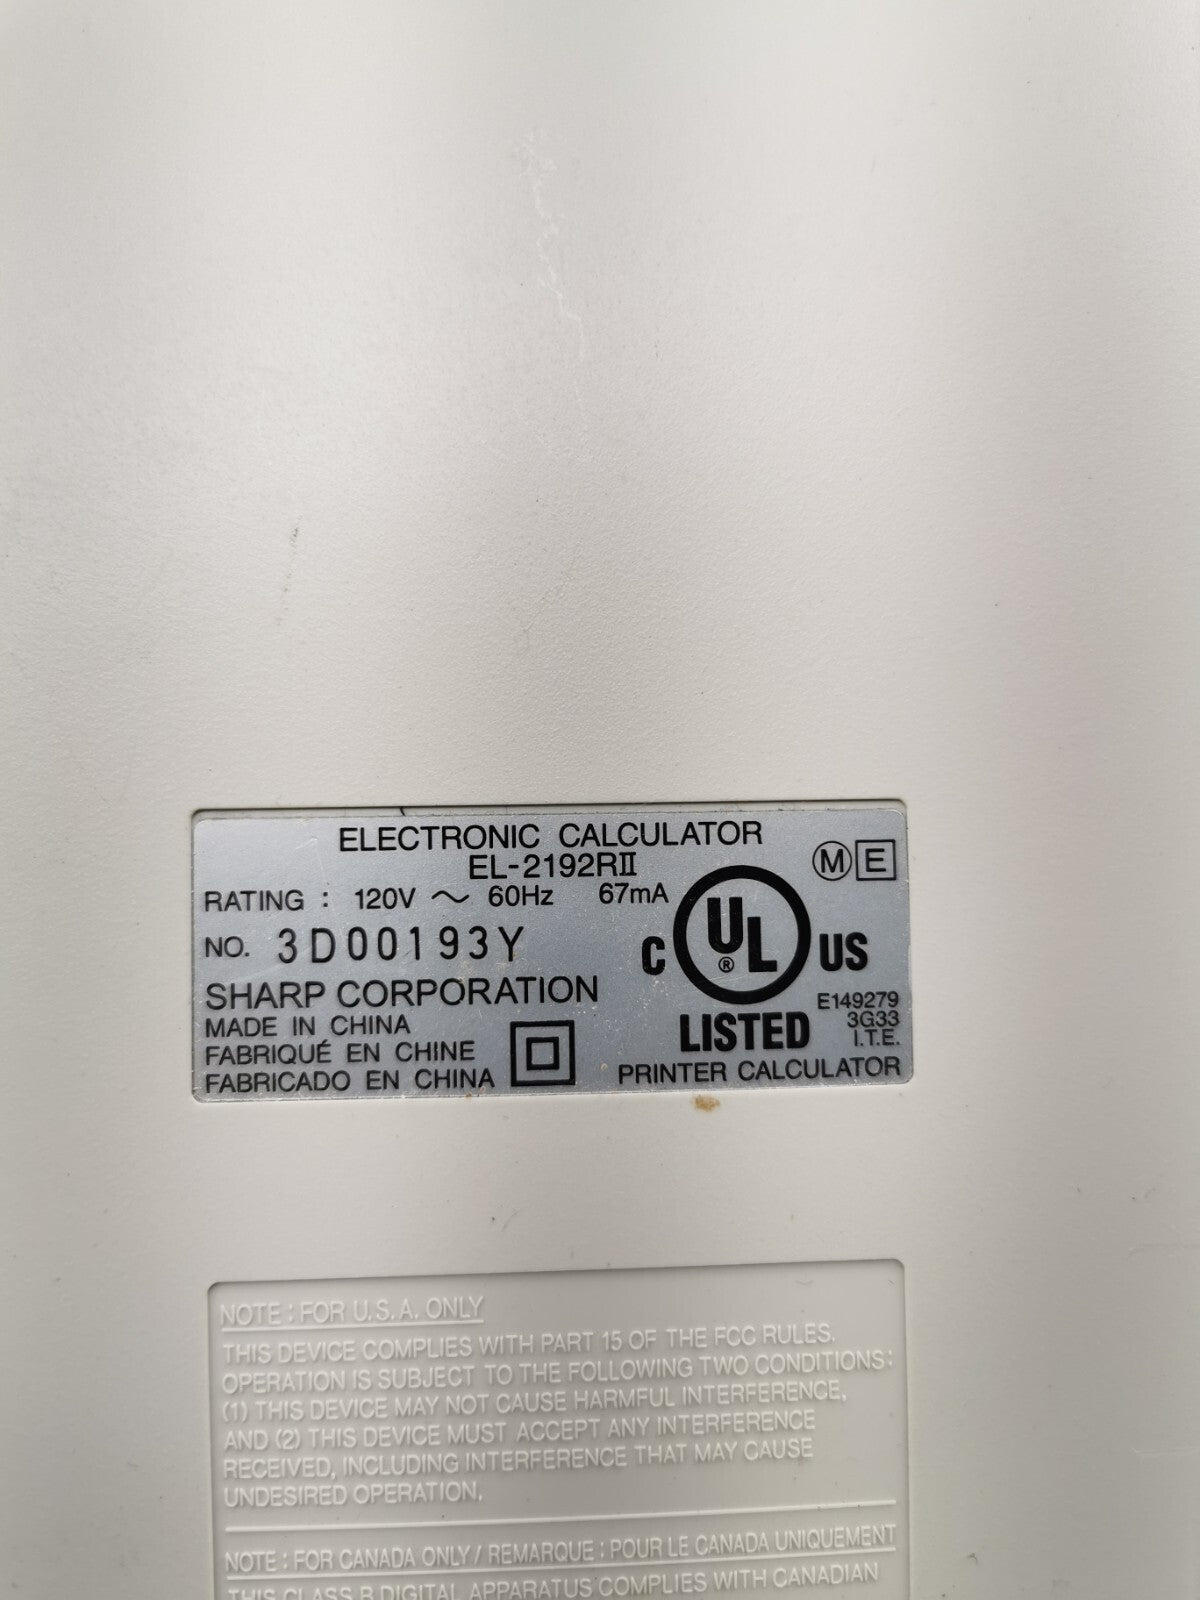 ELECTRONIC CALCULATOR
EL-2192RⅡ
M E
RATING : 120V ~ 60Hz 67mA
NO. 3D00193Y
C UL ® US
SHARP CORPORATION
LISTED
E149279
3G33
I.T.E.
MADE IN CHINA
FABRIQUÉ EN CHINE
FABRICADO EN CHINA
PRINTER CALCULATOR
NOTE : FOR U.S.A. ONLY
THIS DEVICE COMPLIES WITH PART 15 OF THE FCC RULES.
OPERATION IS SUBJECT TO THE FOLLOWING TWO CONDITIONS:
(1) THIS DEVICE MAY NOT CAUSE HARMFUL INTERFERENCE,
AND (2) THIS DEVICE MUST ACCEPT ANY INTERFERENCE
RECEIVED, INCLUDING INTERFERENCE THAT MAY CAUSE
UNDESIRED OPERATION.
NOTE : FOR CANADA ONLY / REMARQUE : POUR LE CANADA UNIQUEMENT
THIS CLASS B DIGITAL APPARATUS COMPLIES WITH CANADIAN